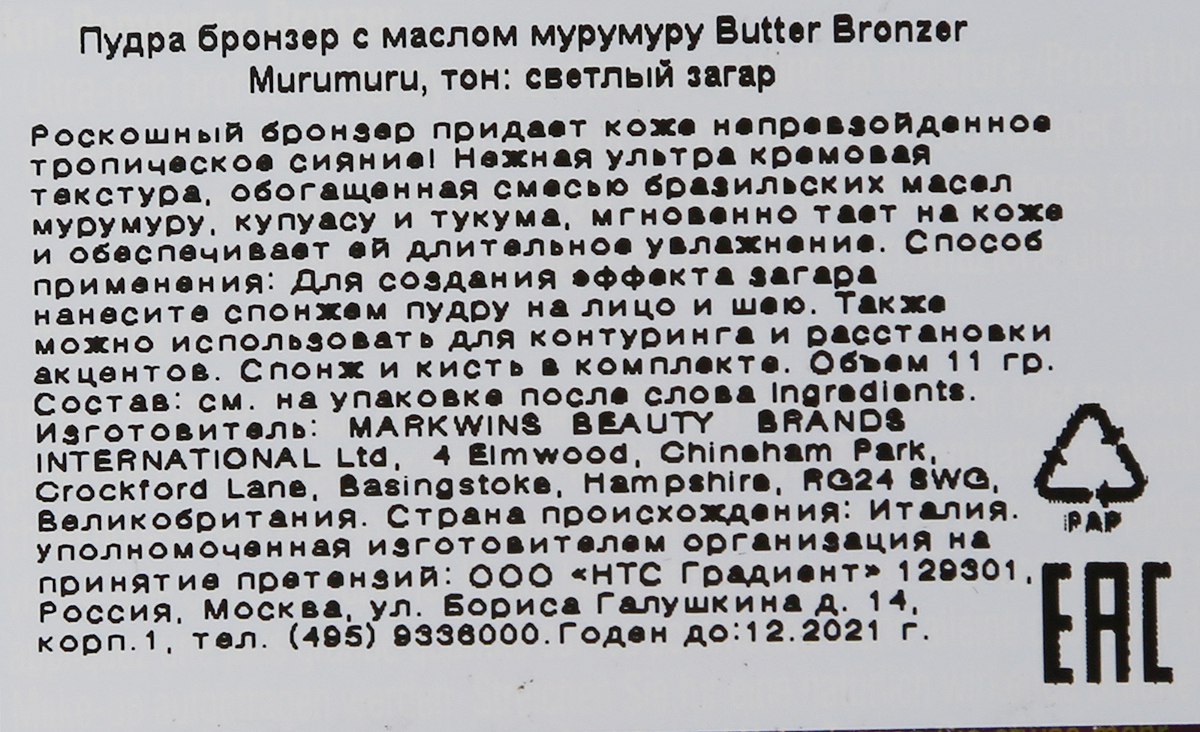 Пудра бронзер с маслом мурумуру Butter Bronzer
Murumuru, тон: светлый загар
Роскошный бронзер придает коже непревзойденное
тропическое сияние! Нежная ультра кремовая
текстура, обогащенная смесью бразильских масел
мурумуру, купуасу и тукума, мгновенно тает на коже
и обеспечивает ей длительное увлажнение. Способ
применения: Для создания эффекта загара
нанесите спонжем пудру на лицо и шею. Также
можно использовать для контуринга и расстановки
акцентов. Спонж и кисть в комплекте. Объем 11 гр.
Состав: см. на упаковке после слова Ingredients.
Изготовитель: MARKWINS BEAUTY BRANDS
INTERNATIONAL Ltd, 4 Elmwood, Chineham Park,
Crockford Lane, Basingstoke, Hampshire, RG24 8WG,
Великобритания. Страна происхождения: Италия.
уполномоченная изготовителем организация на
принятие претензий: ООО «НТС Градиент» 129301,
Россия, Москва, ул. Бориса Галушкина д. 14,
корп.1, тел. (495) 9336000.Годен до:12.2021 г.
PAP
EAC